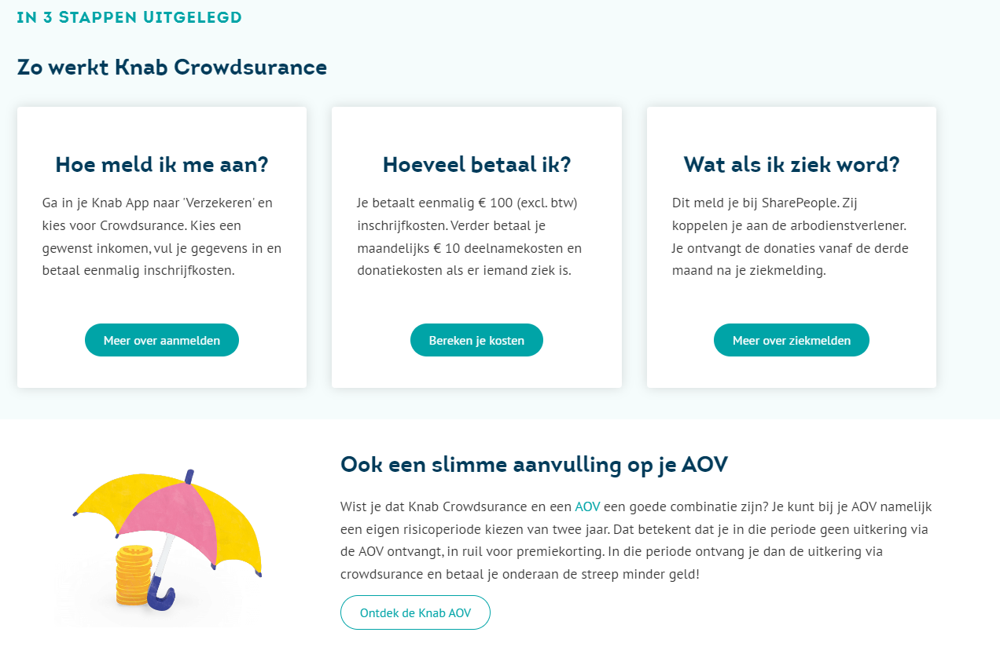 IN 3 STAPPEN UITGELEGD
Zo werkt Knab Crowdsurance
Hoe meld ik me aan?
Ga in je Knab App naar 'Verzekeren' en
kies voor Crowdsurance. Kies een
gewenst inkomen, vul je gegevens in en
betaal eenmalig inschrijfkosten.
Meer over aanmelden
Hoeveel betaal ik?
Je betaalt eenmalig € 100 (excl. btw)
inschrijfkosten. Verder betaal je
maandelijks € 10 deelnamekosten en
donatiekosten als er iemand ziek is.
Bereken je kosten
Wat als ik ziek word?
Dit meld je bij SharePeople. Zij
koppelen je aan de arbodienstverlener.
Je ontvangt de donaties vanaf de derde
maand na je ziekmelding.
Meer over ziekmelden
Ook een slimme aanvulling op je AOV
Wist je dat Knab Crowdsurance en een AOV een goede combinatie zijn? Je kunt bij je AOV namelijk
een eigen risicoperiode kiezen van twee jaar. Dat betekent dat je in die periode geen uitkering via
de AOV ontvangt, in ruil voor premiekorting. In die periode ontvang je dan de uitkering via
crowdsurance en betaal je onderaan de streep minder geld!
Ontdek de Knab AOV